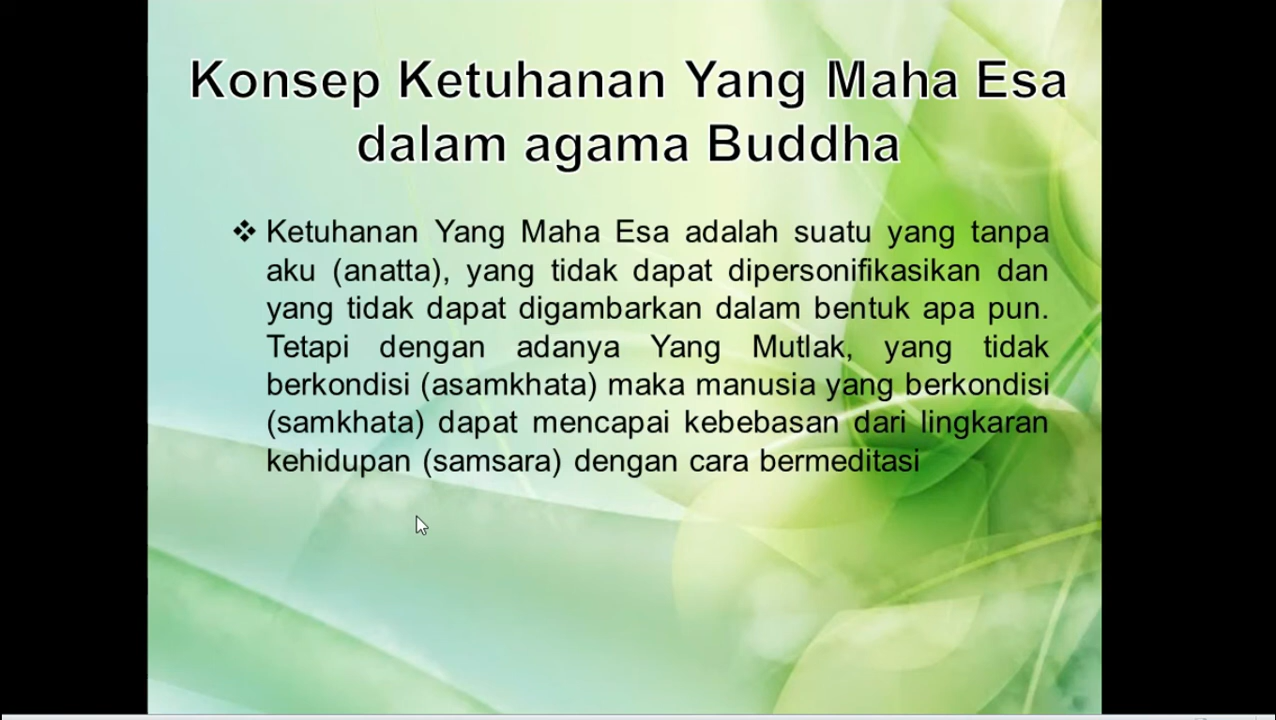 Konsep Ketuhanan Yang Maha Esa
dalam agama Buddha
❖ Ketuhanan Yang Maha Esa adalah suatu yang tanpa
aku (anatta), yang tidak dapat dipersonifikasikan dan
yang tidak dapat digambarkan dalam bentuk apa pun.
Tetapi dengan adanya Yang Mutlak, yang tidak
berkondisi (asamkhata) maka manusia yang berkondisi
(samkhata) dapat mencapai kebebasan dari lingkaran
kehidupan (samsara) dengan cara bermeditasi